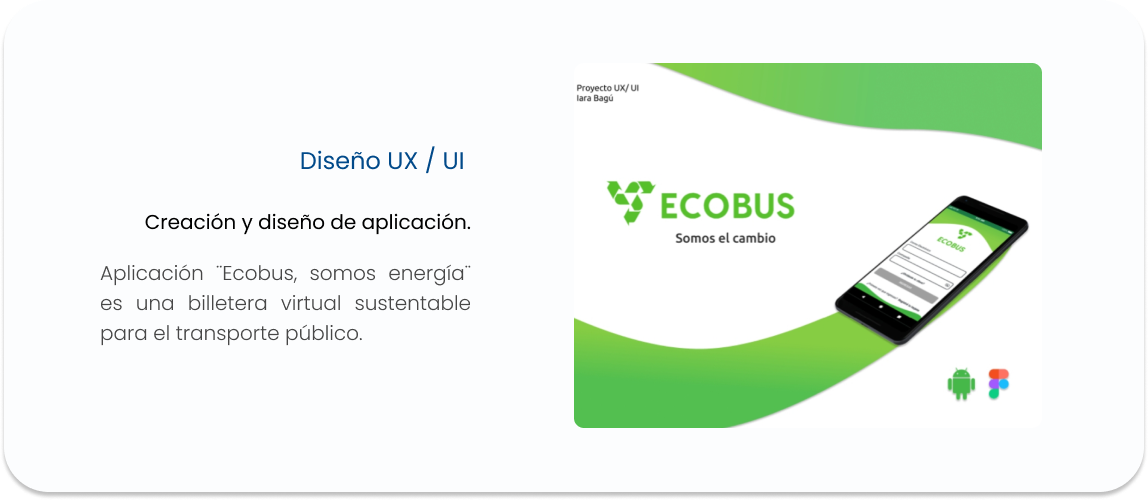 Diseño UX / UI
Creación y diseño de aplicación.
Aplicación ¨Ecobus, somos energía¨
es una billetera virtual sustentable
para el transporte público.
Proyecto UX/ UI
Iara Bagú
ECOBUS
Somos el cambio
ECOBUS